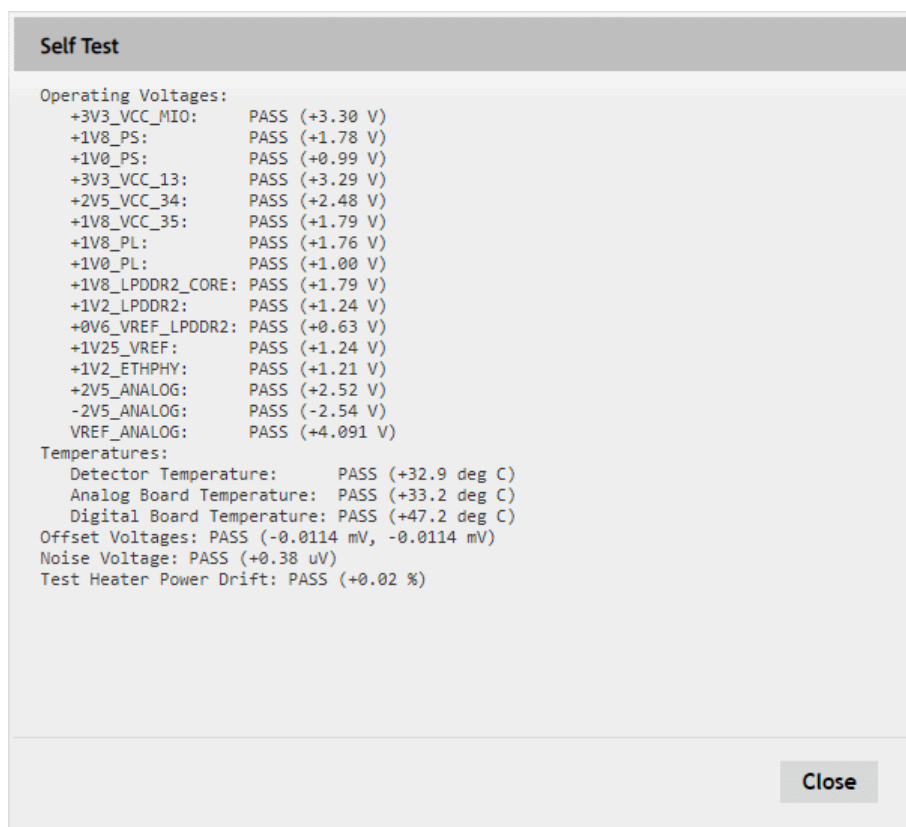 Self Test
Operating Voltages:
+3V3_VCC_MIO: PASS (+3.30 V)
+1V8_PS: PASS (+1.78 V)
+1V0_PS: PASS (+0.99 V)
+3V3_VCC_13: PASS (+3.29 V)
+2V5_VCC_34: PASS (+2.48 V)
+1V8_VCC_35: PASS (+1.79 V)
+1V8_PL: PASS (+1.76 V)
+1V0_PL: PASS (+1.00 V)
+1V8_LPDDR2_CORE: PASS (+1.79 V)
+1V2_LPDDR2: PASS (+1.24 V)
+0V6_VREF_LPDDR2: PASS (+0.63 V)
+1V25_VREF: PASS (+1.24 V)
+1V2_ETHPHY: PASS (+1.21 V)
+2V5_ANALOG: PASS (+2.52 V)
-2V5_ANALOG: PASS (-2.54 V)
VREF_ANALOG: PASS (+4.091 V)
Temperatures:
Detector Temperature: PASS (+32.9 deg C)
Analog Board Temperature: PASS (+33.2 deg C)
Digital Board Temperature: PASS (+47.2 deg C)
Offset Voltages: PASS (-0.0114 mV, -0.0114 mV)
Noise Voltage: PASS (+0.38 uV)
Test Heater Power Drift: PASS (+0.02 %)
Close